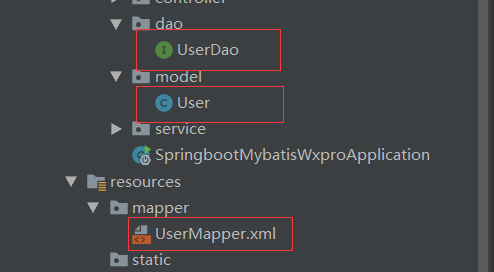 controller
dao
UserDao
model
User
service
SpringbootMybatisWxproApplication
resources
mapper
UserMapper.xml
static